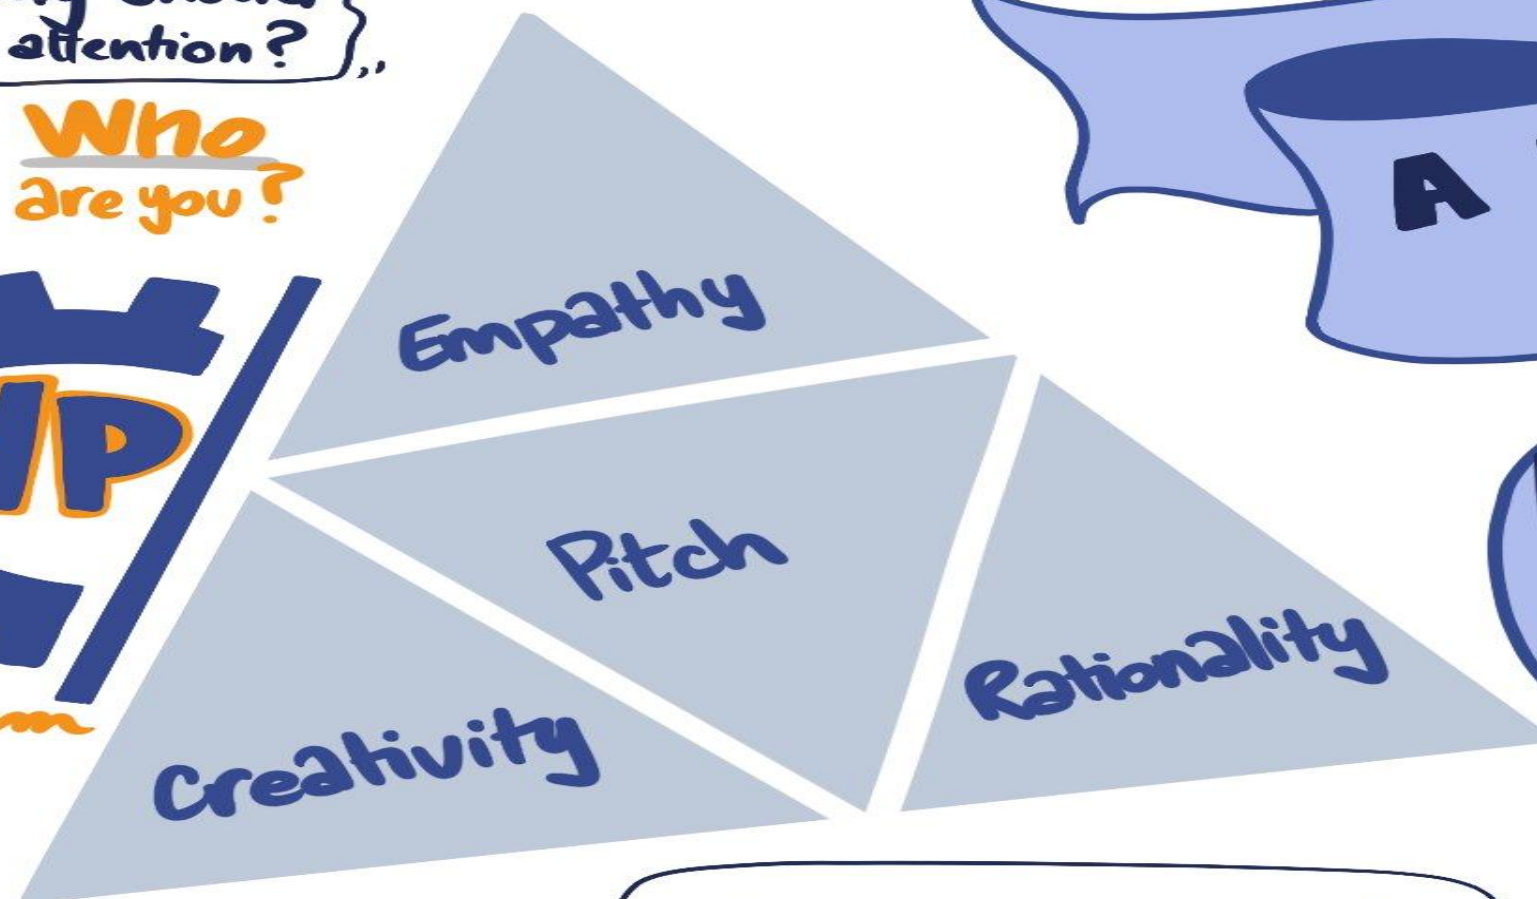 attention?
Who
are you?
A
Empathy
P
Pitch
Rationality
Creativity